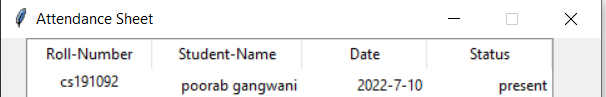 Attendance Sheet
Roll-Number Student-Name Date Status
cs191092 poorab gangwani 2022-7-10 present